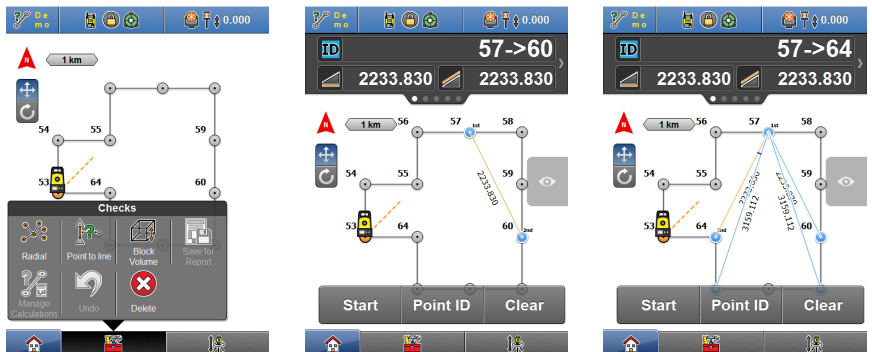 De
mo
0.000
1 km
54
55
59
53
64
60
Checks
Radial
Point to line
Block
Volume
Save for
Report
Manage
Calculations
Undo
Delete
De
mo
0.000
ID
57->60
2233.830
2233.830
1 km
56
57
1st
58
54
55
59
2233.830
53
64
60
2nd
Start
Point ID
Clear
De
mo
0.000
ID
57->64
2233.830
2233.830
1 km
56
57
1st
58
54
55
59
3159.112
3159.112
53
64
60
2nd
Start
Point ID
Clear